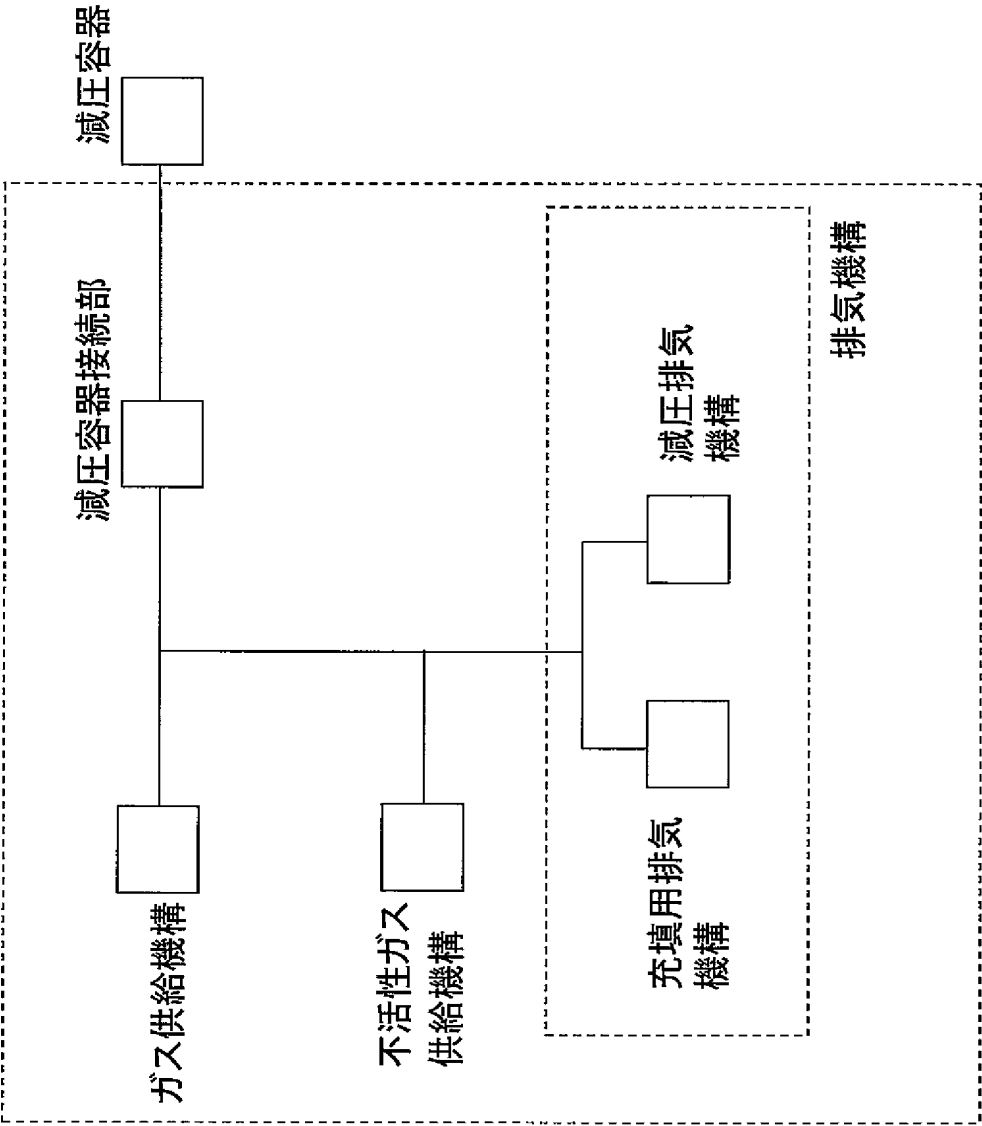 減圧容器
減圧容器接続部
ガス供給機構
不活性ガス
供給機構
減圧排気
機構
充填用排気
機構
排気機構